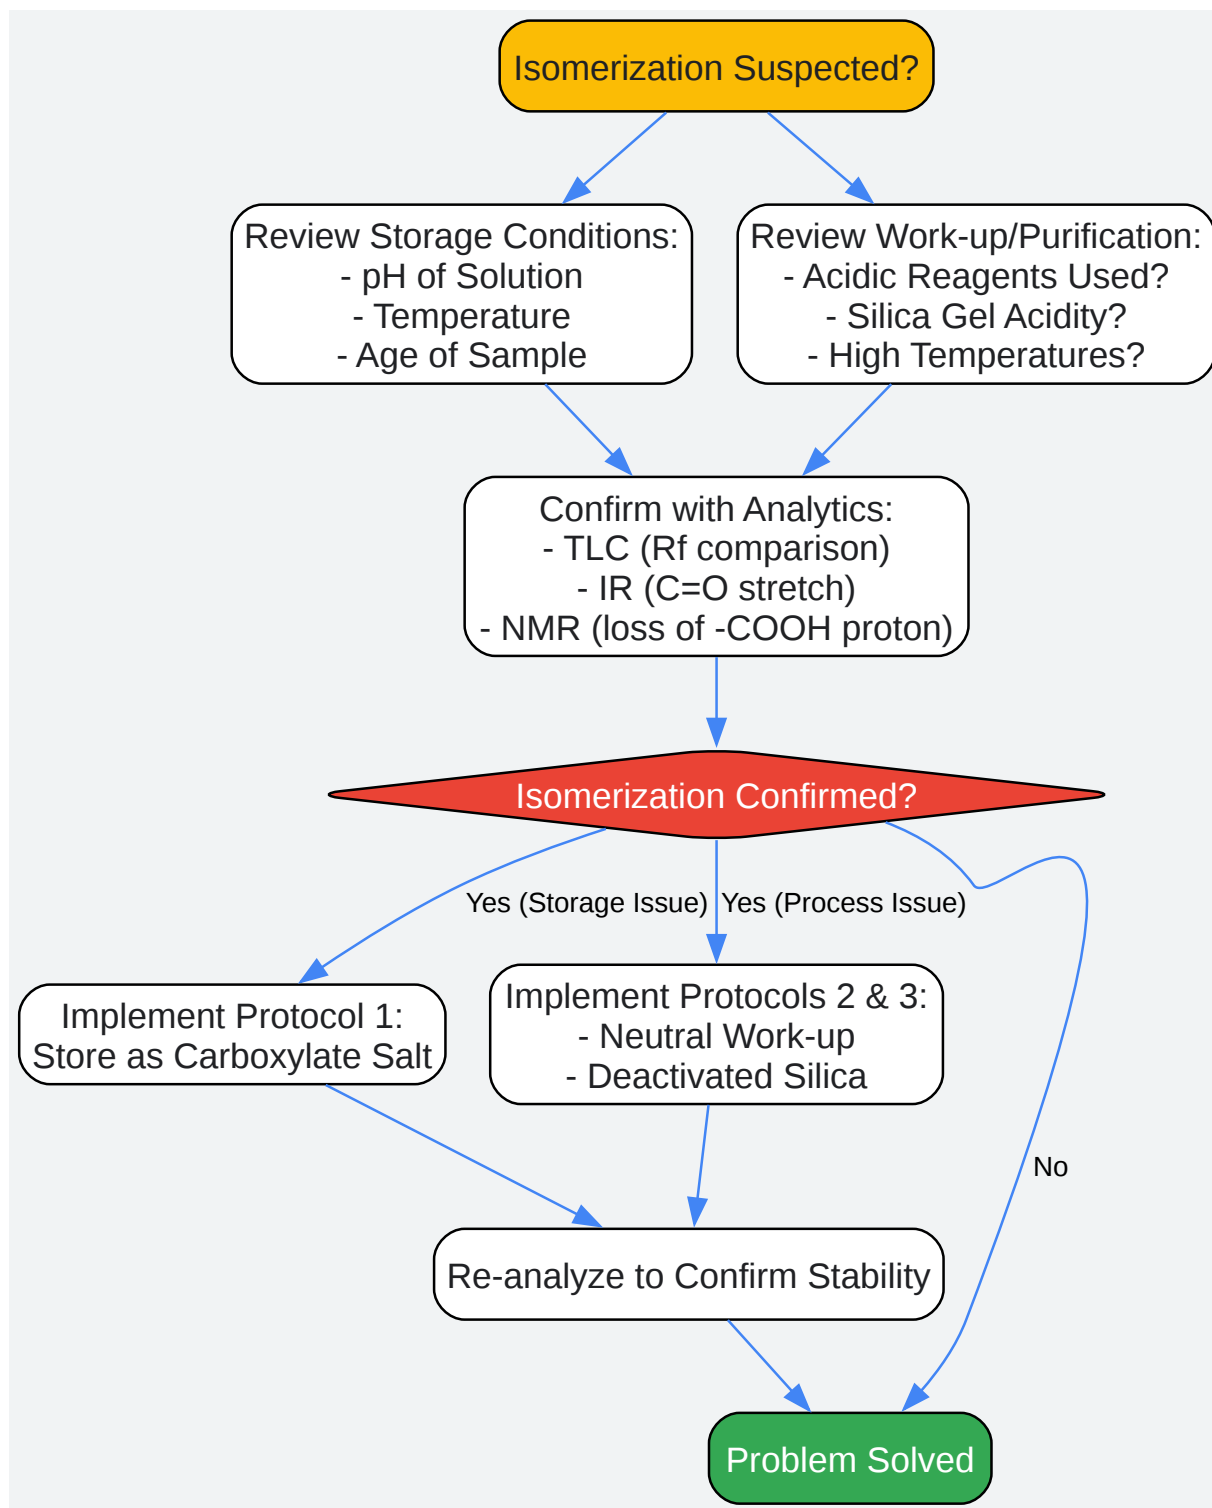 Isomerization Suspected?
Review Storage Conditions:
- pH of Solution
- Temperature
- Age of Sample
Review Work-up/Purification:
- Acidic Reagents Used?
- Silica Gel Acidity?
- High Temperatures?
Confirm with Analytics:
- TLC (Rf comparison)
- IR (C=O stretch)
- NMR (loss of -COOH proton)
Isomerization Confirmed?
Yes (Storage Issue)
Yes (Process Issue)
Implement Protocol 1:
Store as Carboxylate Salt
Implement Protocols 2 & 3:
- Neutral Work-up
- Deactivated Silica
No
Re-analyze to Confirm Stability
Problem Solved